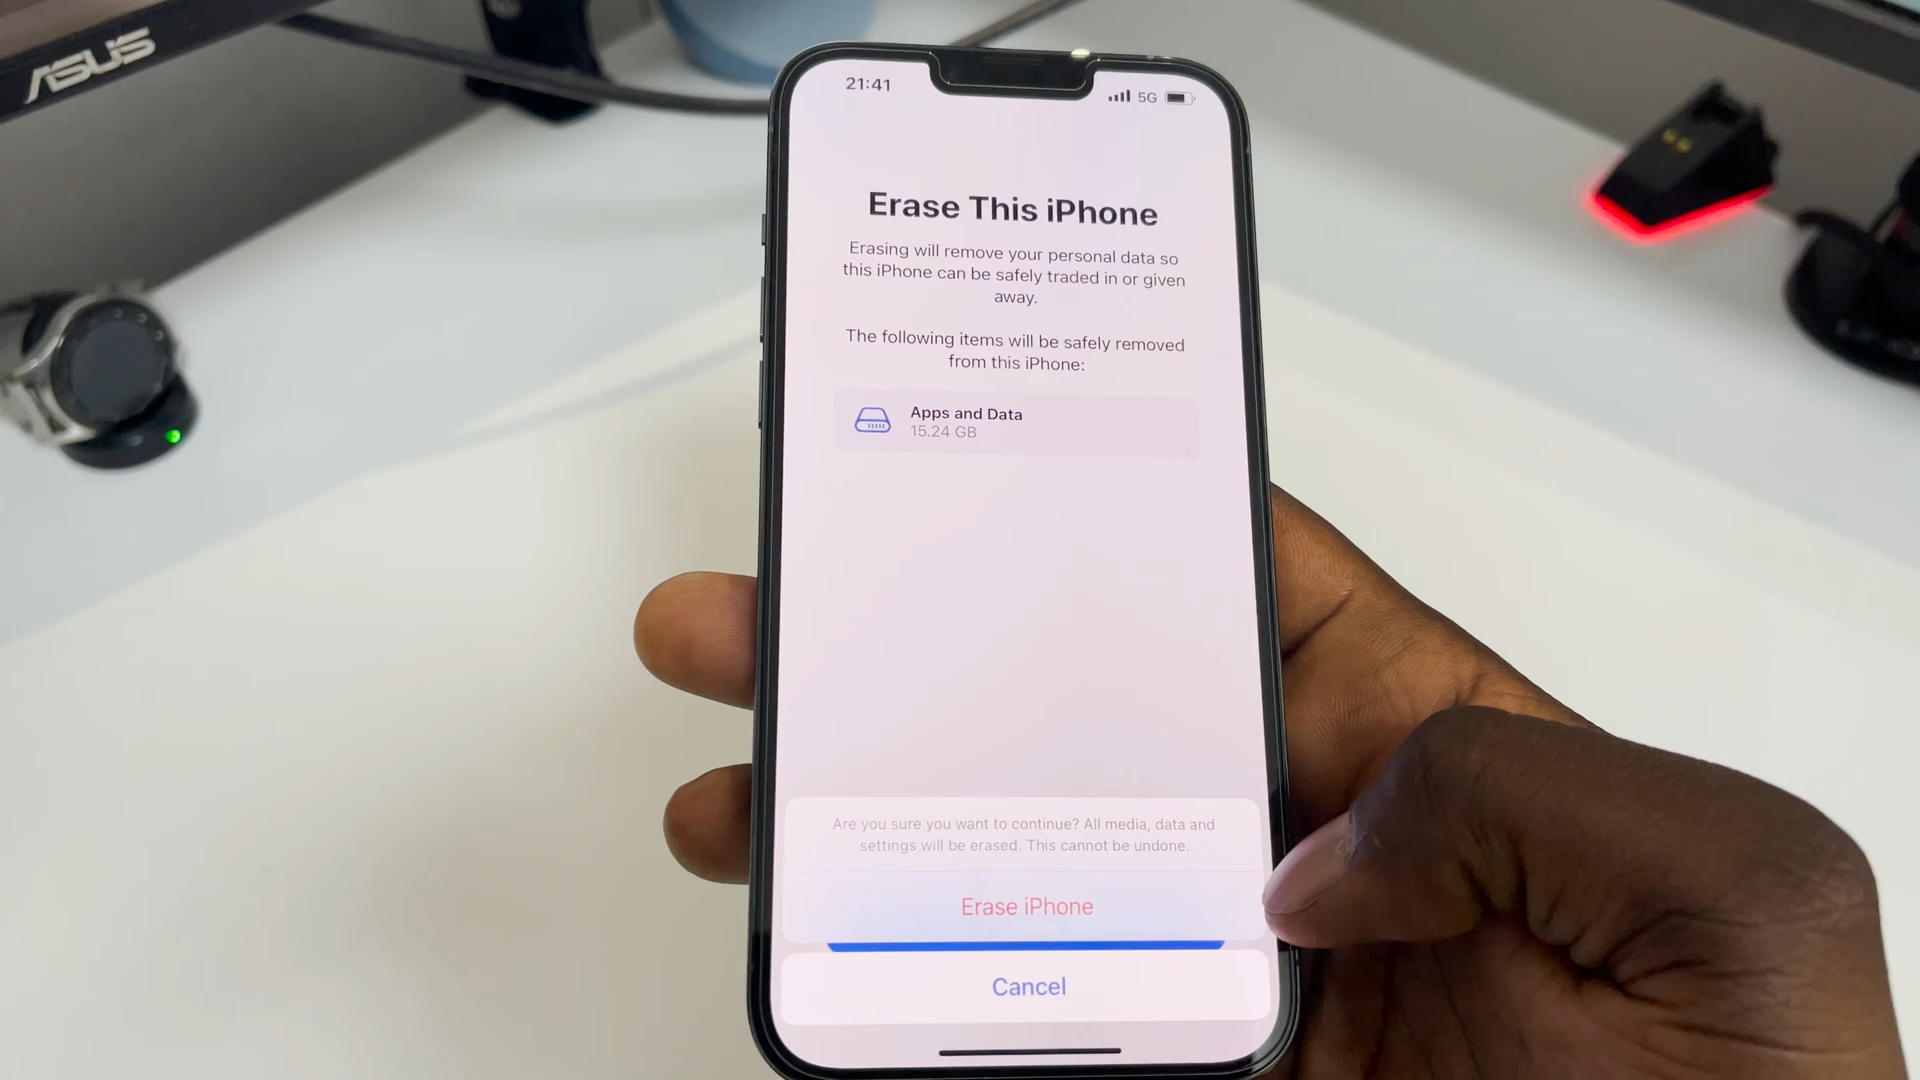 ASUS
21:41
5G
Erase This iPhone
Erasing will remove your personal data so
this iPhone can be safely traded in or given
away.
The following items will be safely removed
from this iPhone:
Apps and Data
15.24 GB
Are you sure you want to continue? All media, data and
settings will be erased. This cannot be undone.
Erase iPhone
Cancel